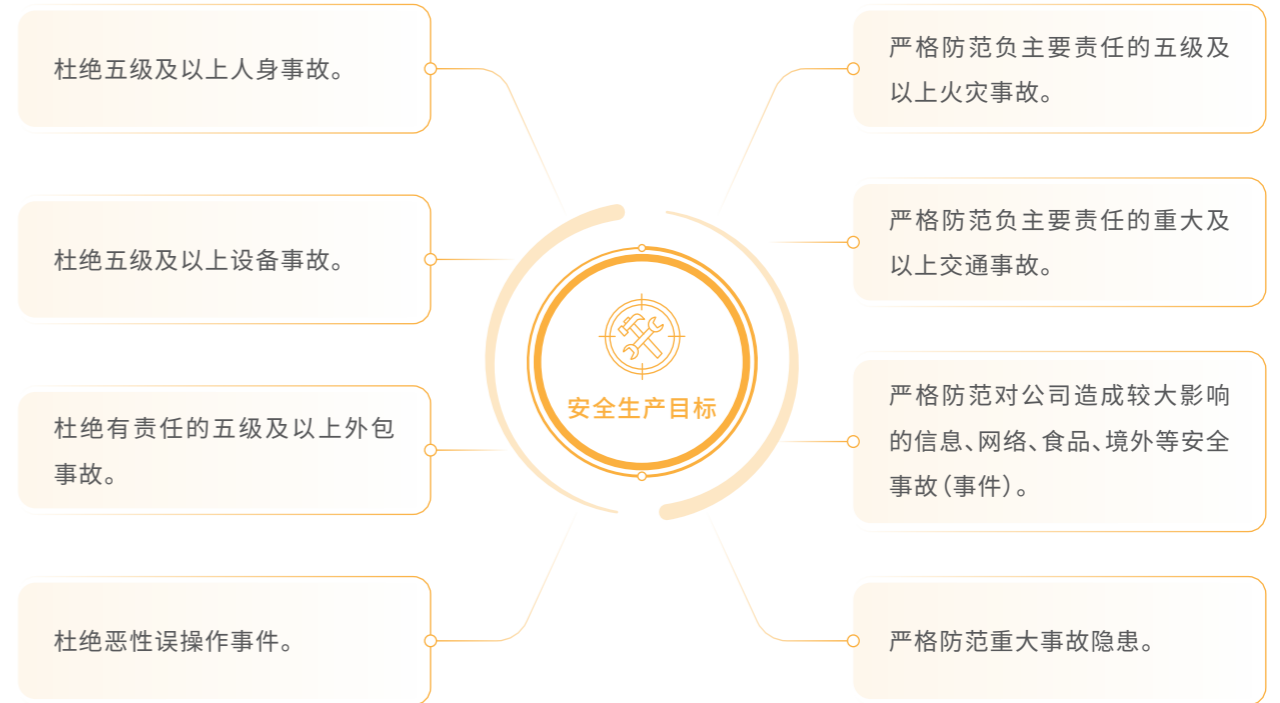 杜绝五级及以上人身事故。
杜绝五级及以上设备事故。
杜绝有责任的五级及以上外包
事故。
杜绝恶性误操作事件。
安全生产目标
严格防范负主要责任的五级及
以上火灾事故。
严格防范负主要责任的重大及
以上交通事故。
严格防范对公司造成较大影响
的信息、网络、食品、境外等安全
事故(事件)。
严格防范重大事故隐患。